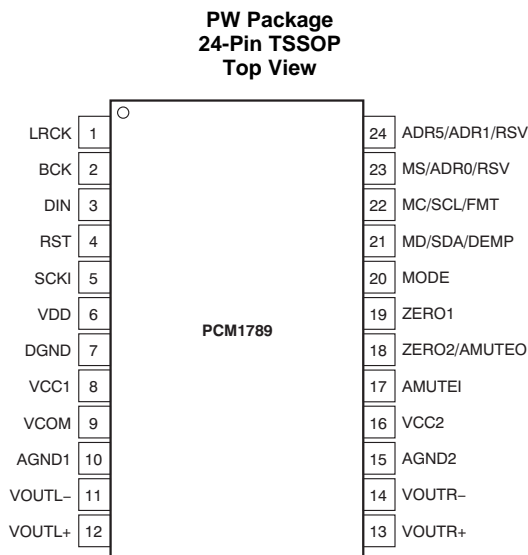 PW Package
24-Pin TSSOP
Top View
LRCK 1
BCK 2
DIN 3
RST 4
SCKI 5
VDD 6
DGND 7
VCC1 8
VCOM 9
AGND1 10
VOUTL− 11
VOUTL+ 12
PCM1789
24 ADR5/ADR1/RSV
23 MS/ADR0/RSV
22 MC/SCL/FMT
21 MD/SDA/DEMP
20 MODE
19 ZERO1
18 ZERO2/AMUTEO
17 AMUTEI
16 VCC2
15 AGND2
14 VOUTR−
13 VOUTR+